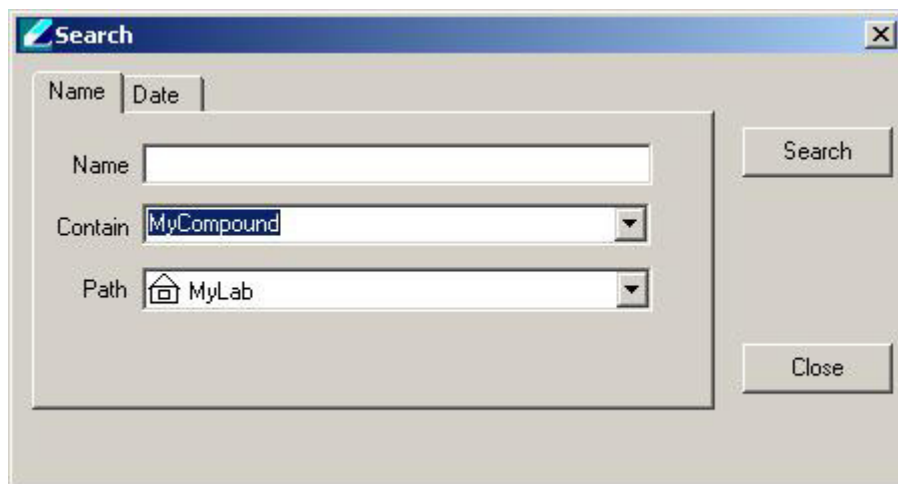 Search
Name Date
Name
Contain MyCompound
Path MyLab
Search
Close